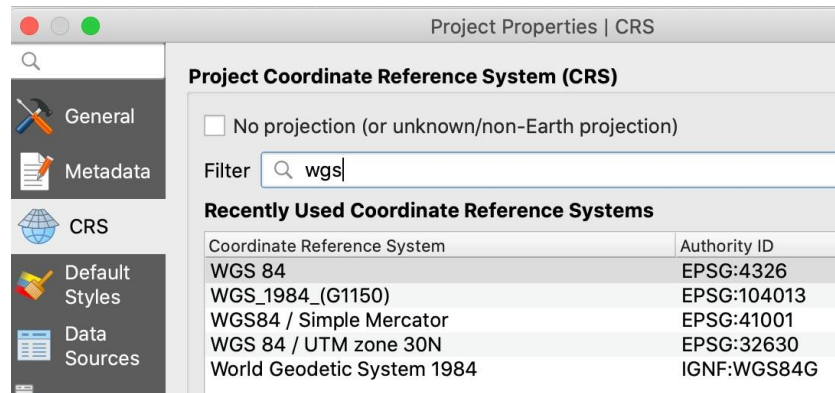 Project Properties | CRS
General
Metadata
CRS
Default
Styles
Data
Sources
Project Coordinate Reference System (CRS)
No projection (or unknown/non-Earth projection)
Filter wgs
Recently Used Coordinate Reference Systems
Coordinate Reference System Authority ID
WGS 84 EPSG:4326
WGS_1984_(G1150) EPSG:104013
WGS84 / Simple Mercator EPSG:41001
WGS 84 / UTM zone 30N EPSG:32630
World Geodetic System 1984 IGNF:WGS84G